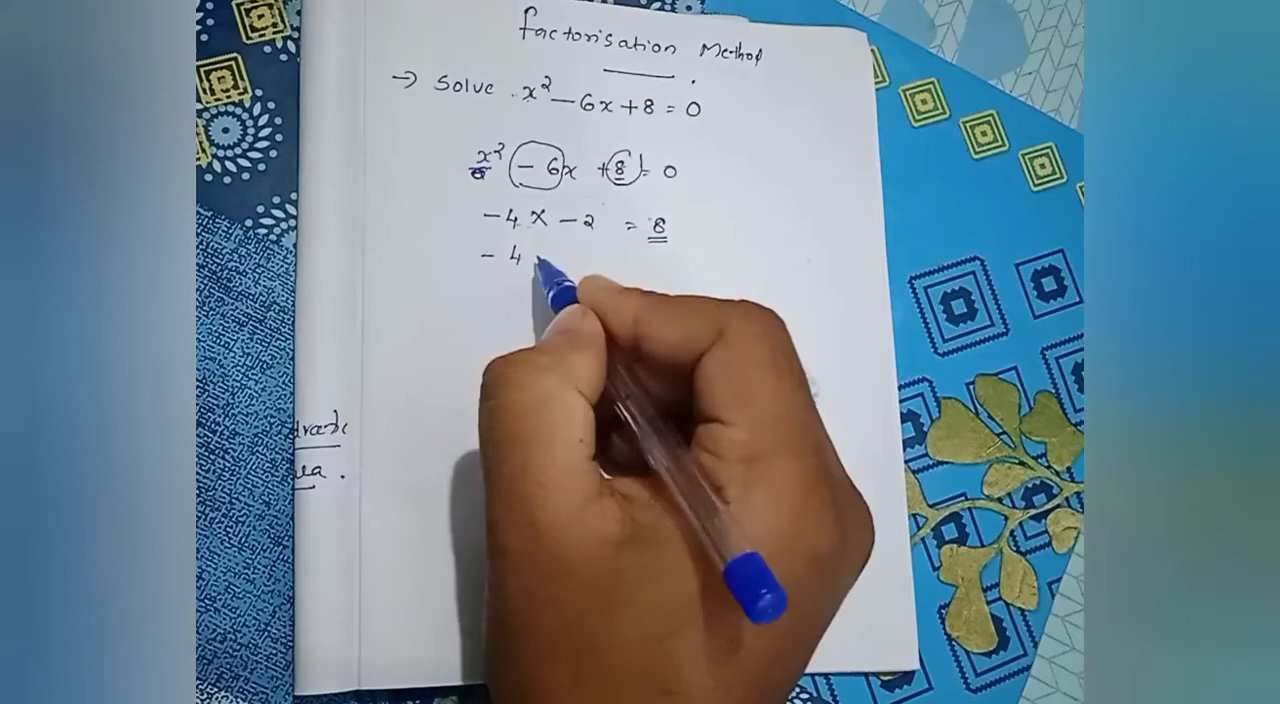 factorisation Method
→ Solve x² - 6x + 8 = 0
x² - 6x + 8 = 0
- 4 x - 2 = 8
- 4